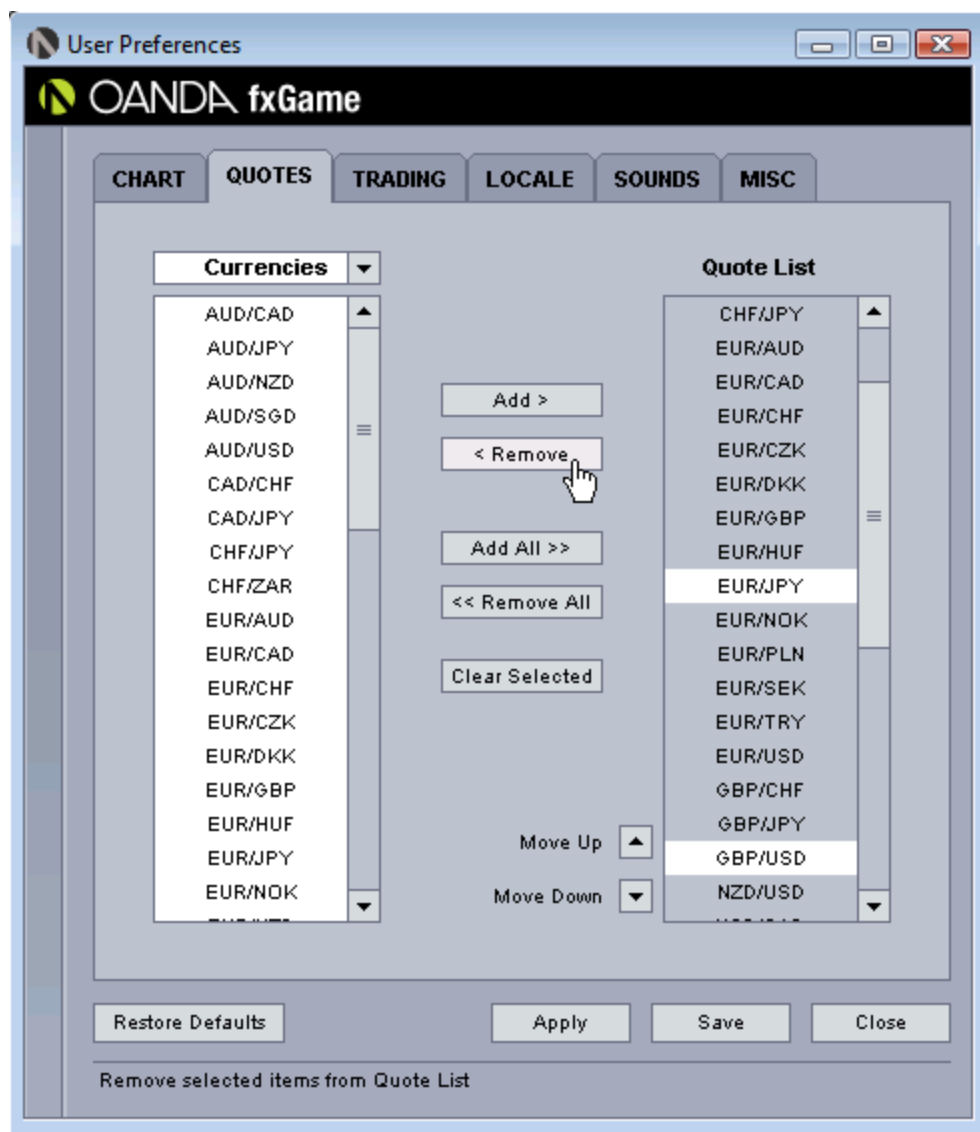 User Preferences
OANDA fxGame
CHART QUOTES TRADING LOCALE SOUNDS MISC
Currencies
AUD/CAD
AUD/JPY
AUD/NZD
AUD/SGD
AUD/USD
CAD/CHF
CAD/JPY
CHF/JPY
CHF/ZAR
EUR/AUD
EUR/CAD
EUR/CHF
EUR/CZK
EUR/DKK
EUR/GBP
EUR/HUF
EUR/JPY
EUR/NOK
Add >
< Remove
Add All >>
<< Remove All
Clear Selected
Move Up
Move Down
Quote List
CHF/JPY
EUR/AUD
EUR/CAD
EUR/CHF
EUR/CZK
EUR/DKK
EUR/GBP
EUR/HUF
EUR/JPY
EUR/NOK
EUR/PLN
EUR/SEK
EUR/TRY
EUR/USD
GBP/CHF
GBP/JPY
GBP/USD
NZD/USD
Restore Defaults Apply Save Close
Remove selected items from Quote List